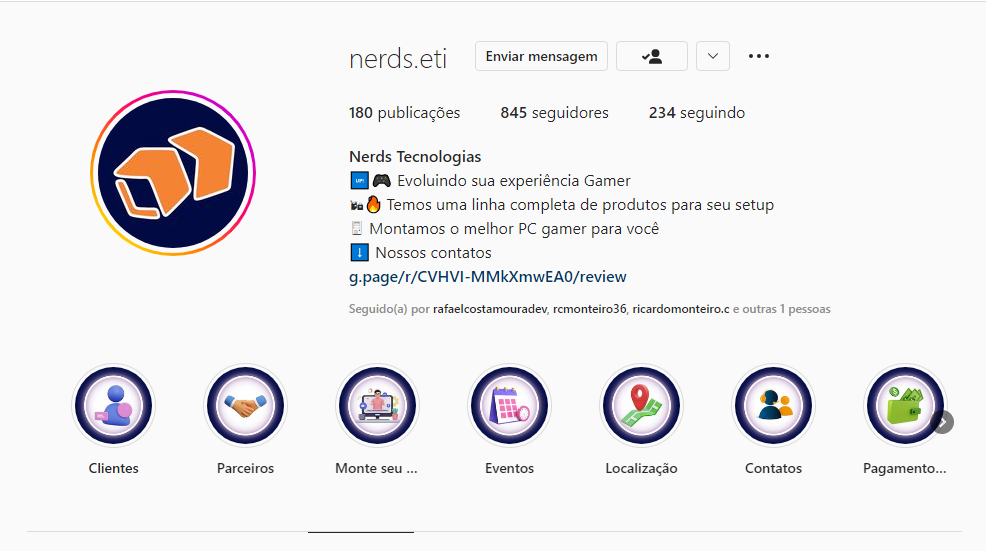 nerds.eti Enviar mensagem
180 publicações 845 seguidores 234 seguindo
Nerds Tecnologias
🆙🎮 Evoluindo sua experiência Gamer
🔥 Temos uma linha completa de produtos para seu setup
Montamos o melhor PC gamer para você
⬇️ Nossos contatos
g.page/r/CVHVI-MMkXmwEA0/review
Seguido(a) por rafaelcostamouradev, rcmonteiro36, ricardomonteiro.c e outras 1 pessoas
Clientes Parceiros Monte seu ... Eventos Localização Contatos Pagamento...